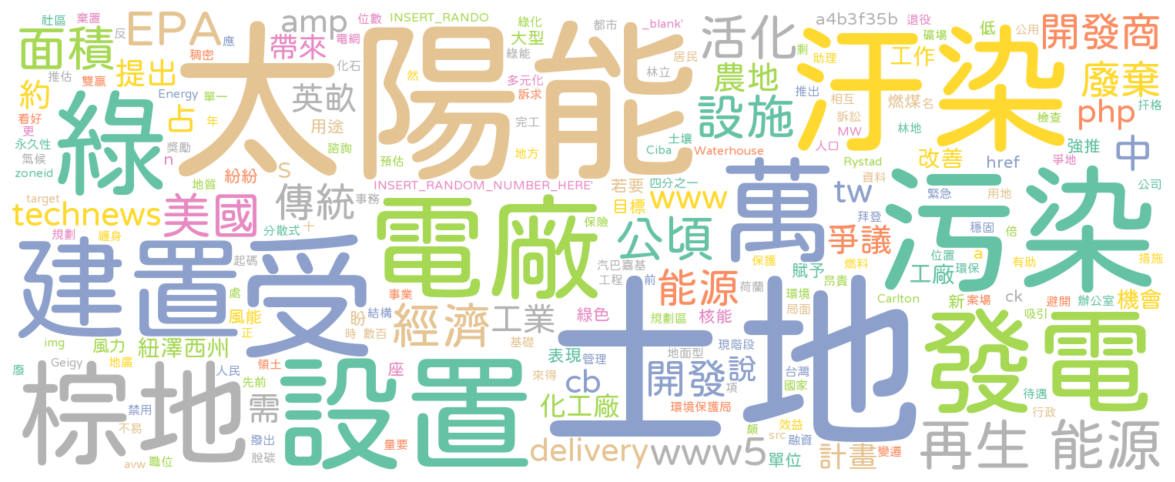 社區 棄置
位數 INSERT_RANDO
綠化
_blank'
都市
a4b3f35b
退役
EPA
amp
反
應
稠密
電網
然
大型
綠能
居民
活化
剩
助理
礦場
低
公用
開發商
面積
提出
帶來
化石
推估
雙贏
約
Energy
單一
多元化
訴求
林立
推出
相互
工作
看好
更
占
英畝
用途
年
完工
農地
設施
燃煤
名
訴訟
扞格
廢棄
永久性
氣候
獎勵
諮詢
預估
地方
土壤
MW
人口
林地
檢查
php
綠
太陽能
汙染
zoneid
n
S
Ciba
Waterhouse
Rystad
強推
中
地質
紛紛
INSERT_RANDOM_NUMBER_HERE'
若要
四分之一
改善
資料
href
爭地
target
technews
美國
傳統
事務
目標
www
tw
緊急
用地
公司
規劃
纏身
分散式
十
電廠
保險
公頃
萬
拜登
爭議
穩固
倍
措施
建置
受
起碼
汽巴嘉基
工程
前
保護
燃料
位置
a
環保
有助
污染
處
事業
結構
盼
能源
荷蘭
賦予
昂貴
工廠
新
案場
ck
機會
img
風能
正
時
數百
經濟
工業
綠色
核能
環境
局面
Carlton
避開
辦公室
吸引
風力
紐澤西州
基礎
規劃區
土地
廢
Geigy
地廣
人民
領土
座
表現
管理
地面型
現階段
說
台灣
發電
棕地
先前
設置
來得
cb
開發
項
國家
待遇
禁用
需
化工廠
環境保護局
行政
不易
撥出
量要
頗
效益
avw
職位
脫碳
delivery
www5
單位
src
融資
計畫
變遷
再生
能源